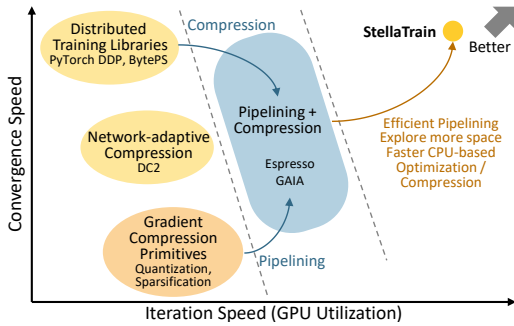 Compression
Distributed
Training Libraries
PyTorch DDP, BytePS
StellaTrain
Better
Pipelining +
Compression
Espresso
GAIA
Network-adaptive
Compression
DC2
Efficient Pipelining
Explore more space
Faster CPU-based
Optimization /
Compression
Gradient
Compression
Primitives
Quantization,
Sparsification
Pipelining
Convergence Speed
Iteration Speed (GPU Utilization)